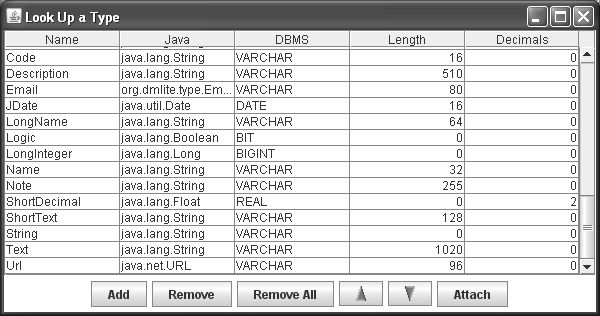 Look Up a Type
Name Java DBMS Length Decimals
Code java.lang.String VARCHAR 16 0
Description java.lang.String VARCHAR 510 0
Email org.dmlite.type.Em... VARCHAR 80 0
JDate java.util.Date DATE 16 0
LongName java.lang.String VARCHAR 64 0
Logic java.lang.Boolean BIT 0 0
LongInteger java.lang.Long BIGINT 0 0
Name java.lang.String VARCHAR 32 0
Note java.lang.String VARCHAR 255 0
ShortDecimal java.lang.Float REAL 0 2
ShortText java.lang.String VARCHAR 128 0
String java.lang.String VARCHAR 0 0
Text java.lang.String VARCHAR 1020 0
Url java.net.URL VARCHAR 96 0
Add Remove Remove All Attach